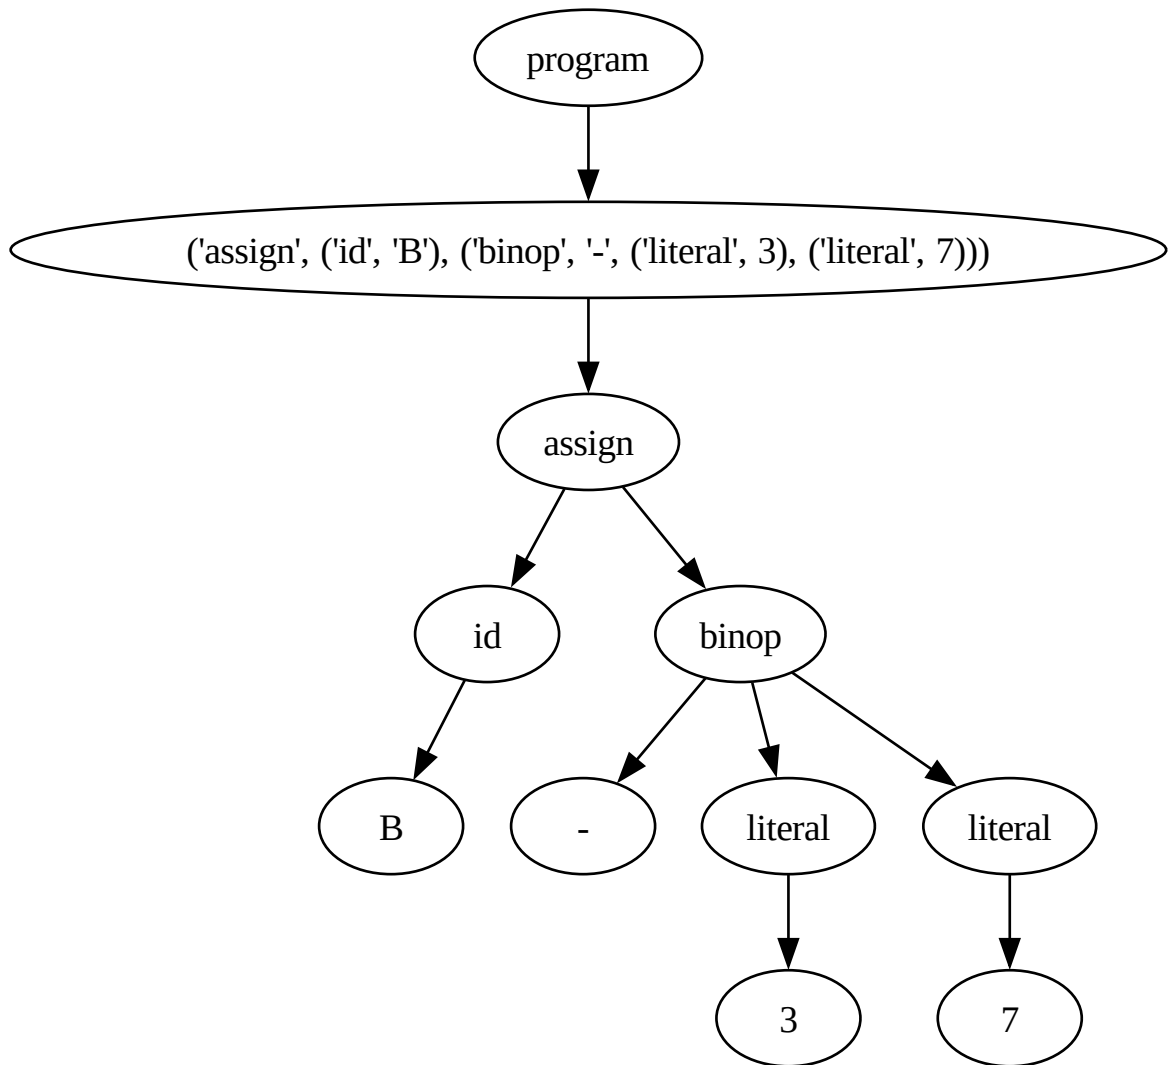 program
('assign', ('id', 'B'), ('binop', '-', ('literal', 3), ('literal', 7)))
assign
id
binop
B
-
literal
literal
3
7